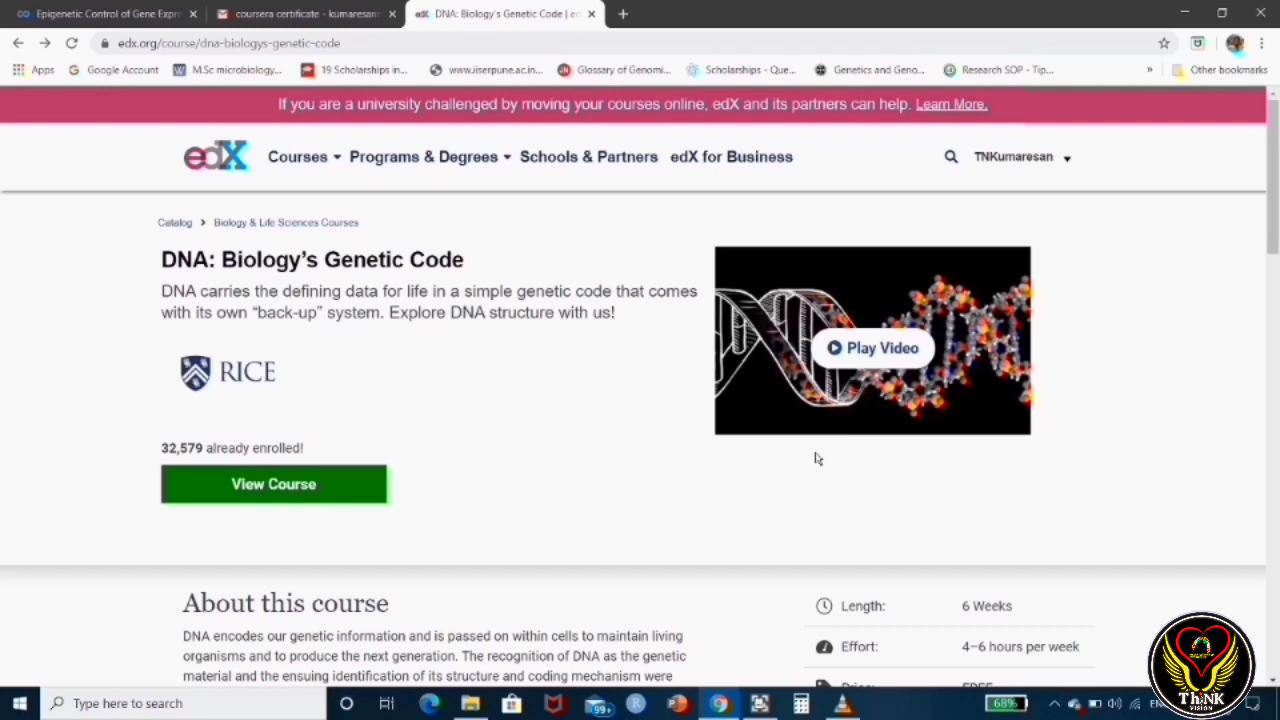 Epigenetic Control of Gene Expr
coursera certificate - kumaresan
DNA: Biology's Genetic Code | e
edx.org/course/dna-biologys-genetic-code
Apps
Google Account
M.Sc microbiology...
19 Scholarships in...
www.iiserpune.ac.in...
Glossary of Genomi...
Scholarships - Que...
Genetics and Geno...
Research SOP - Tip...
»
Other bookmarks
If you are a university challenged by moving your courses online, edX and its partners can help. Learn More.
edX
Courses
Programs & Degrees
Schools & Partners
edX for Business
TNKumaresan
Catalog > Biology & Life Sciences Courses
DNA: Biology's Genetic Code
DNA carries the defining data for life in a simple genetic code that comes
with its own “back-up” system. Explore DNA structure with us!
RICE
Play Video
32,579 already enrolled!
View Course
About this course
DNA encodes our genetic information and is passed on within cells to maintain living
organisms and to produce the next generation. The recognition of DNA as the genetic
material and the ensuing identification of its structure and coding mechanism were
Length: 6 Weeks
Effort: 4–6 hours per week
Price: FREE
Type here to search
99+
68%
ThNK
VISION